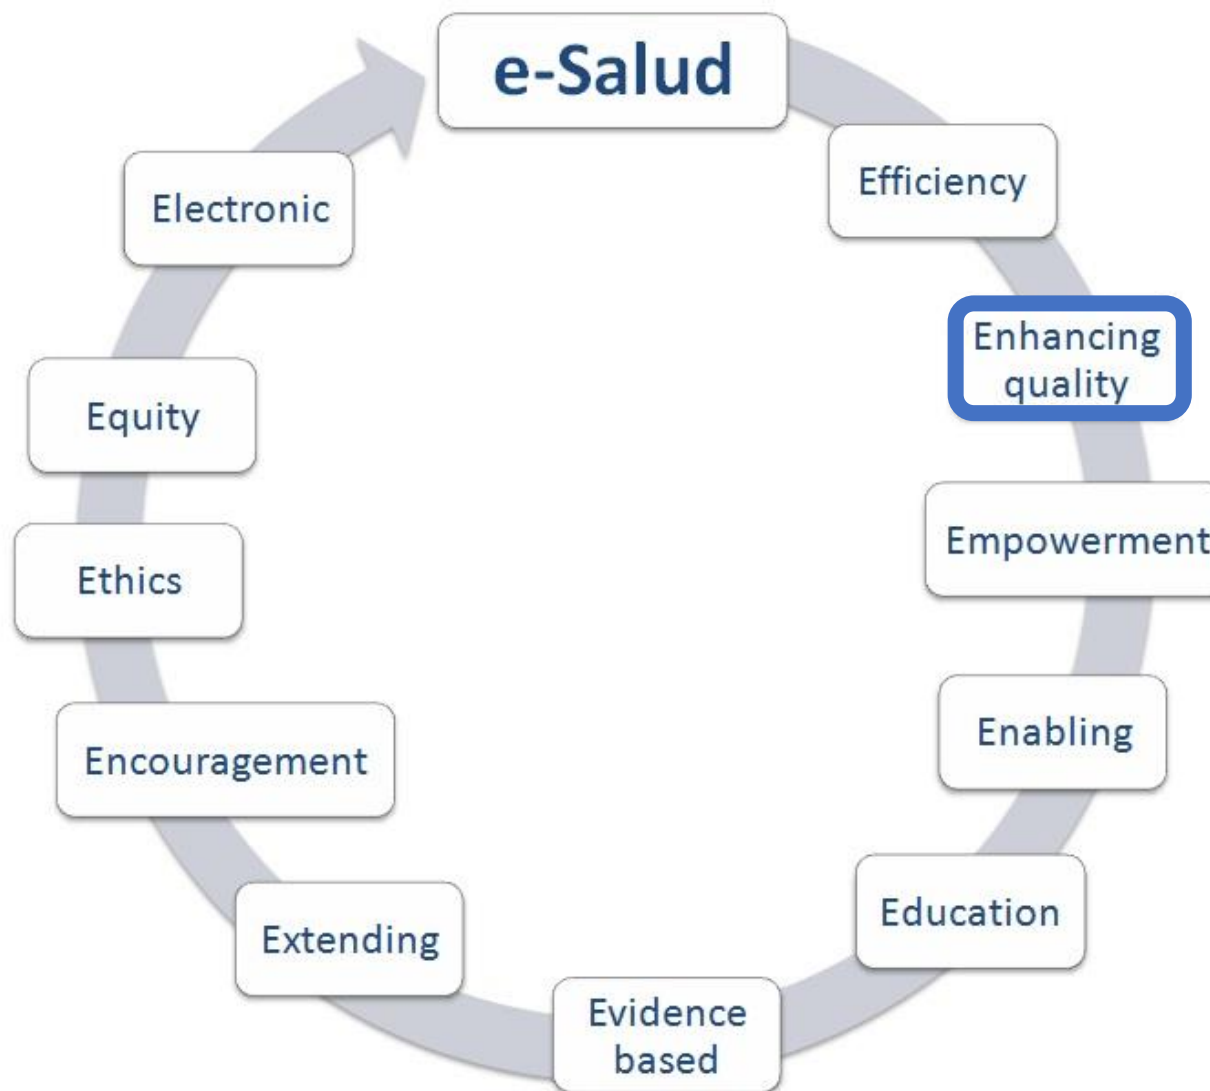 e-Salud
Efficiency
Enhancing
quality
Empowerment
Enabling
Education
Evidence
based
Extending
Encouragement
Ethics
Equity
Electronic